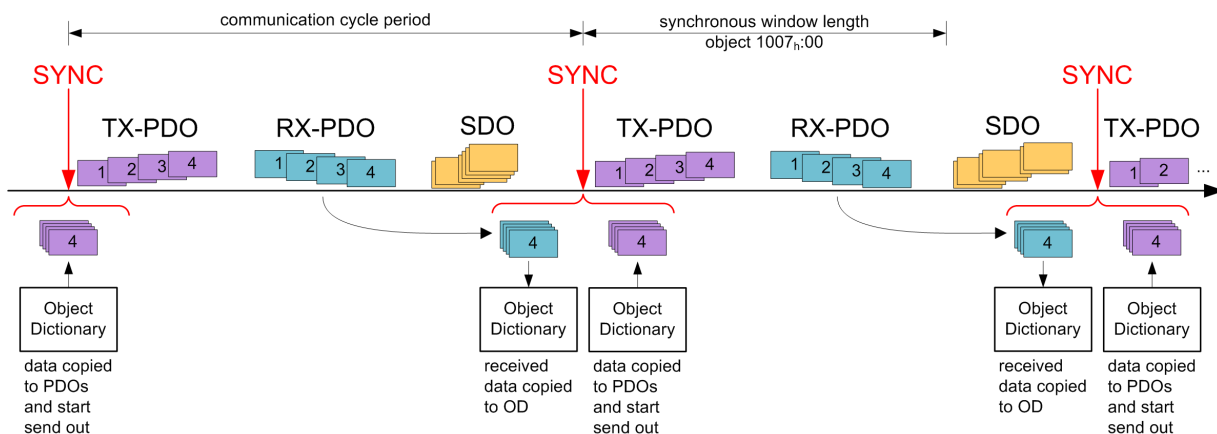 communication cycle period
synchronous window length
object 1007h:00
SYNC
SYNC
SYNC
TX-PDO
RX-PDO
SDO
TX-PDO
RX-PDO
SDO
TX-PDO
1 2 3 4
1 2 3 4
1 2 3 4
1 2 3 4
1 2 ...
4
4
4
4
4
Object
Dictionary
Object
Dictionary
Object
Dictionary
Object
Dictionary
Object
Dictionary
data copied
to PDOs
and start
send out
received
data copied
to OD
data copied
to PDOs
and start
send out
received
data copied
to OD
data copied
to PDOs
and start
send out